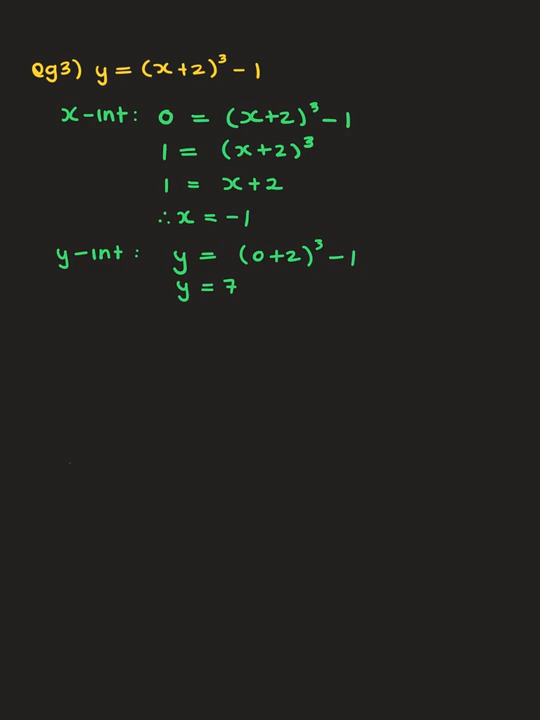 eg3) y = (x+2)³ - 1
x-int: 0 = (x+2)³ - 1
1 = (x+2)³
1 = x+2
∴ x = -1
y-int: y = (0+2)³ - 1
y = 7